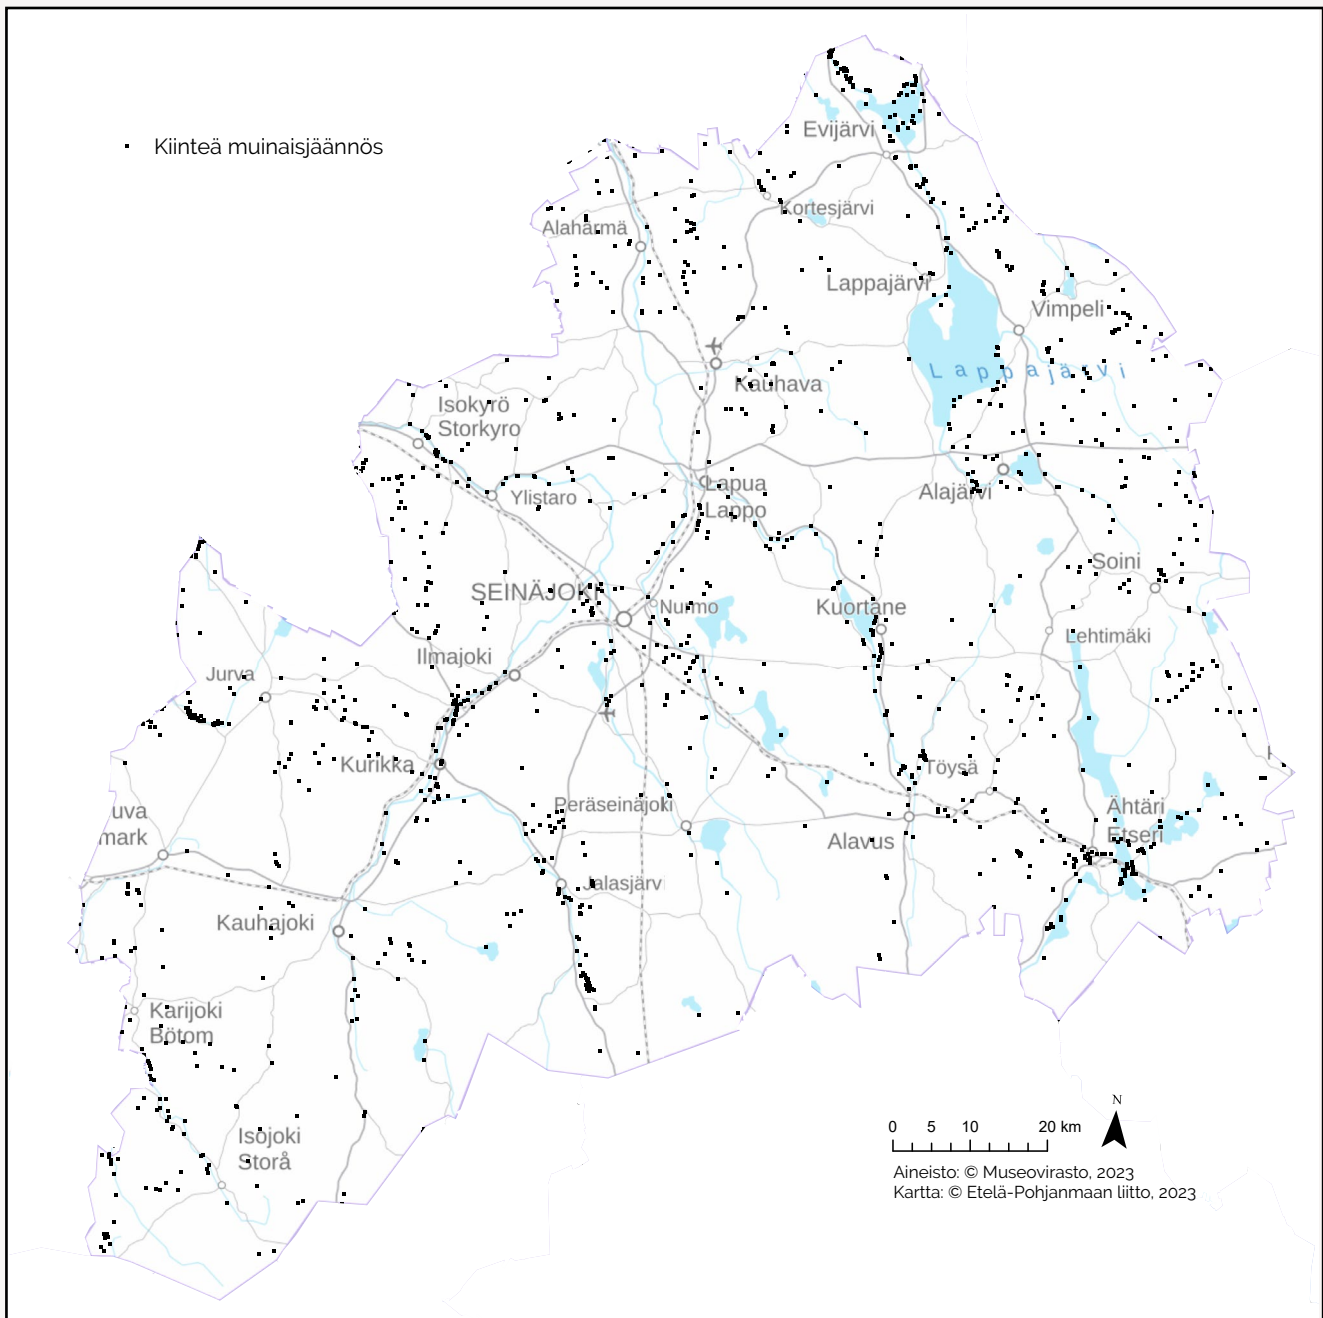 Kiinteä muinaisjäännös
Evijärvi
Kortesjärvi
Alahärmä
Lappajärvi
Vimpeli
Lappajärvi
Kauhava
Isokyrö
Storkyro
Ylistaro
Lapua
Lappo
Alajärvi
Soini
SEINÄJOKI
Nurmo
Kuortane
Lehtimäki
Ilmajoki
Jurva
Kurikka
Töysä
Peräseinäjoki
Ähtäri
Etseri
uva
mark
Alavus
Jalasjärvi
Kauhajoki
Karijoki
Bötom
Isojoki
Storå
N
0 5 10 20 km
Aineisto: © Museovirasto, 2023
Kartta: © Etelä-Pohjanmaan liitto, 2023